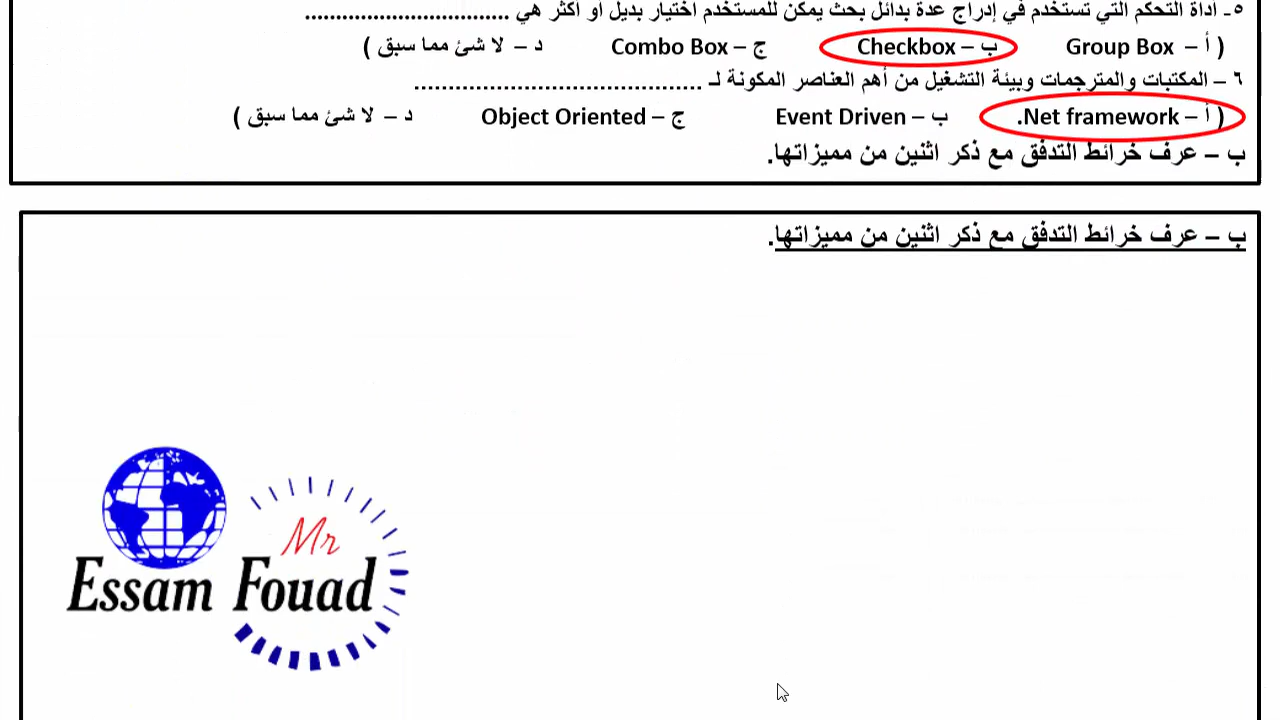 ٥- أداة التحكم التي تستخدم في إدراج عدة بدائل بحث يمكن للمستخدم اختيار بديل أو أكثر هي ......................................
( أ – Group Box ب – Checkbox ج – Combo Box د – لا شئ مما سبق )
٦ – المكتبات والمترجمات وبيئة التشغيل من أهم العناصر المكونة لـ ..........................................
( أ – Net framework. ب – Event Driven ج – Object Oriented د – لا شئ مما سبق )
ب – عرف خرائط التدفق مع ذكر اثنين من مميزاتها.
ب – عرف خرائط التدفق مع ذكر اثنين من مميزاتها.
Mr
Essam Fouad